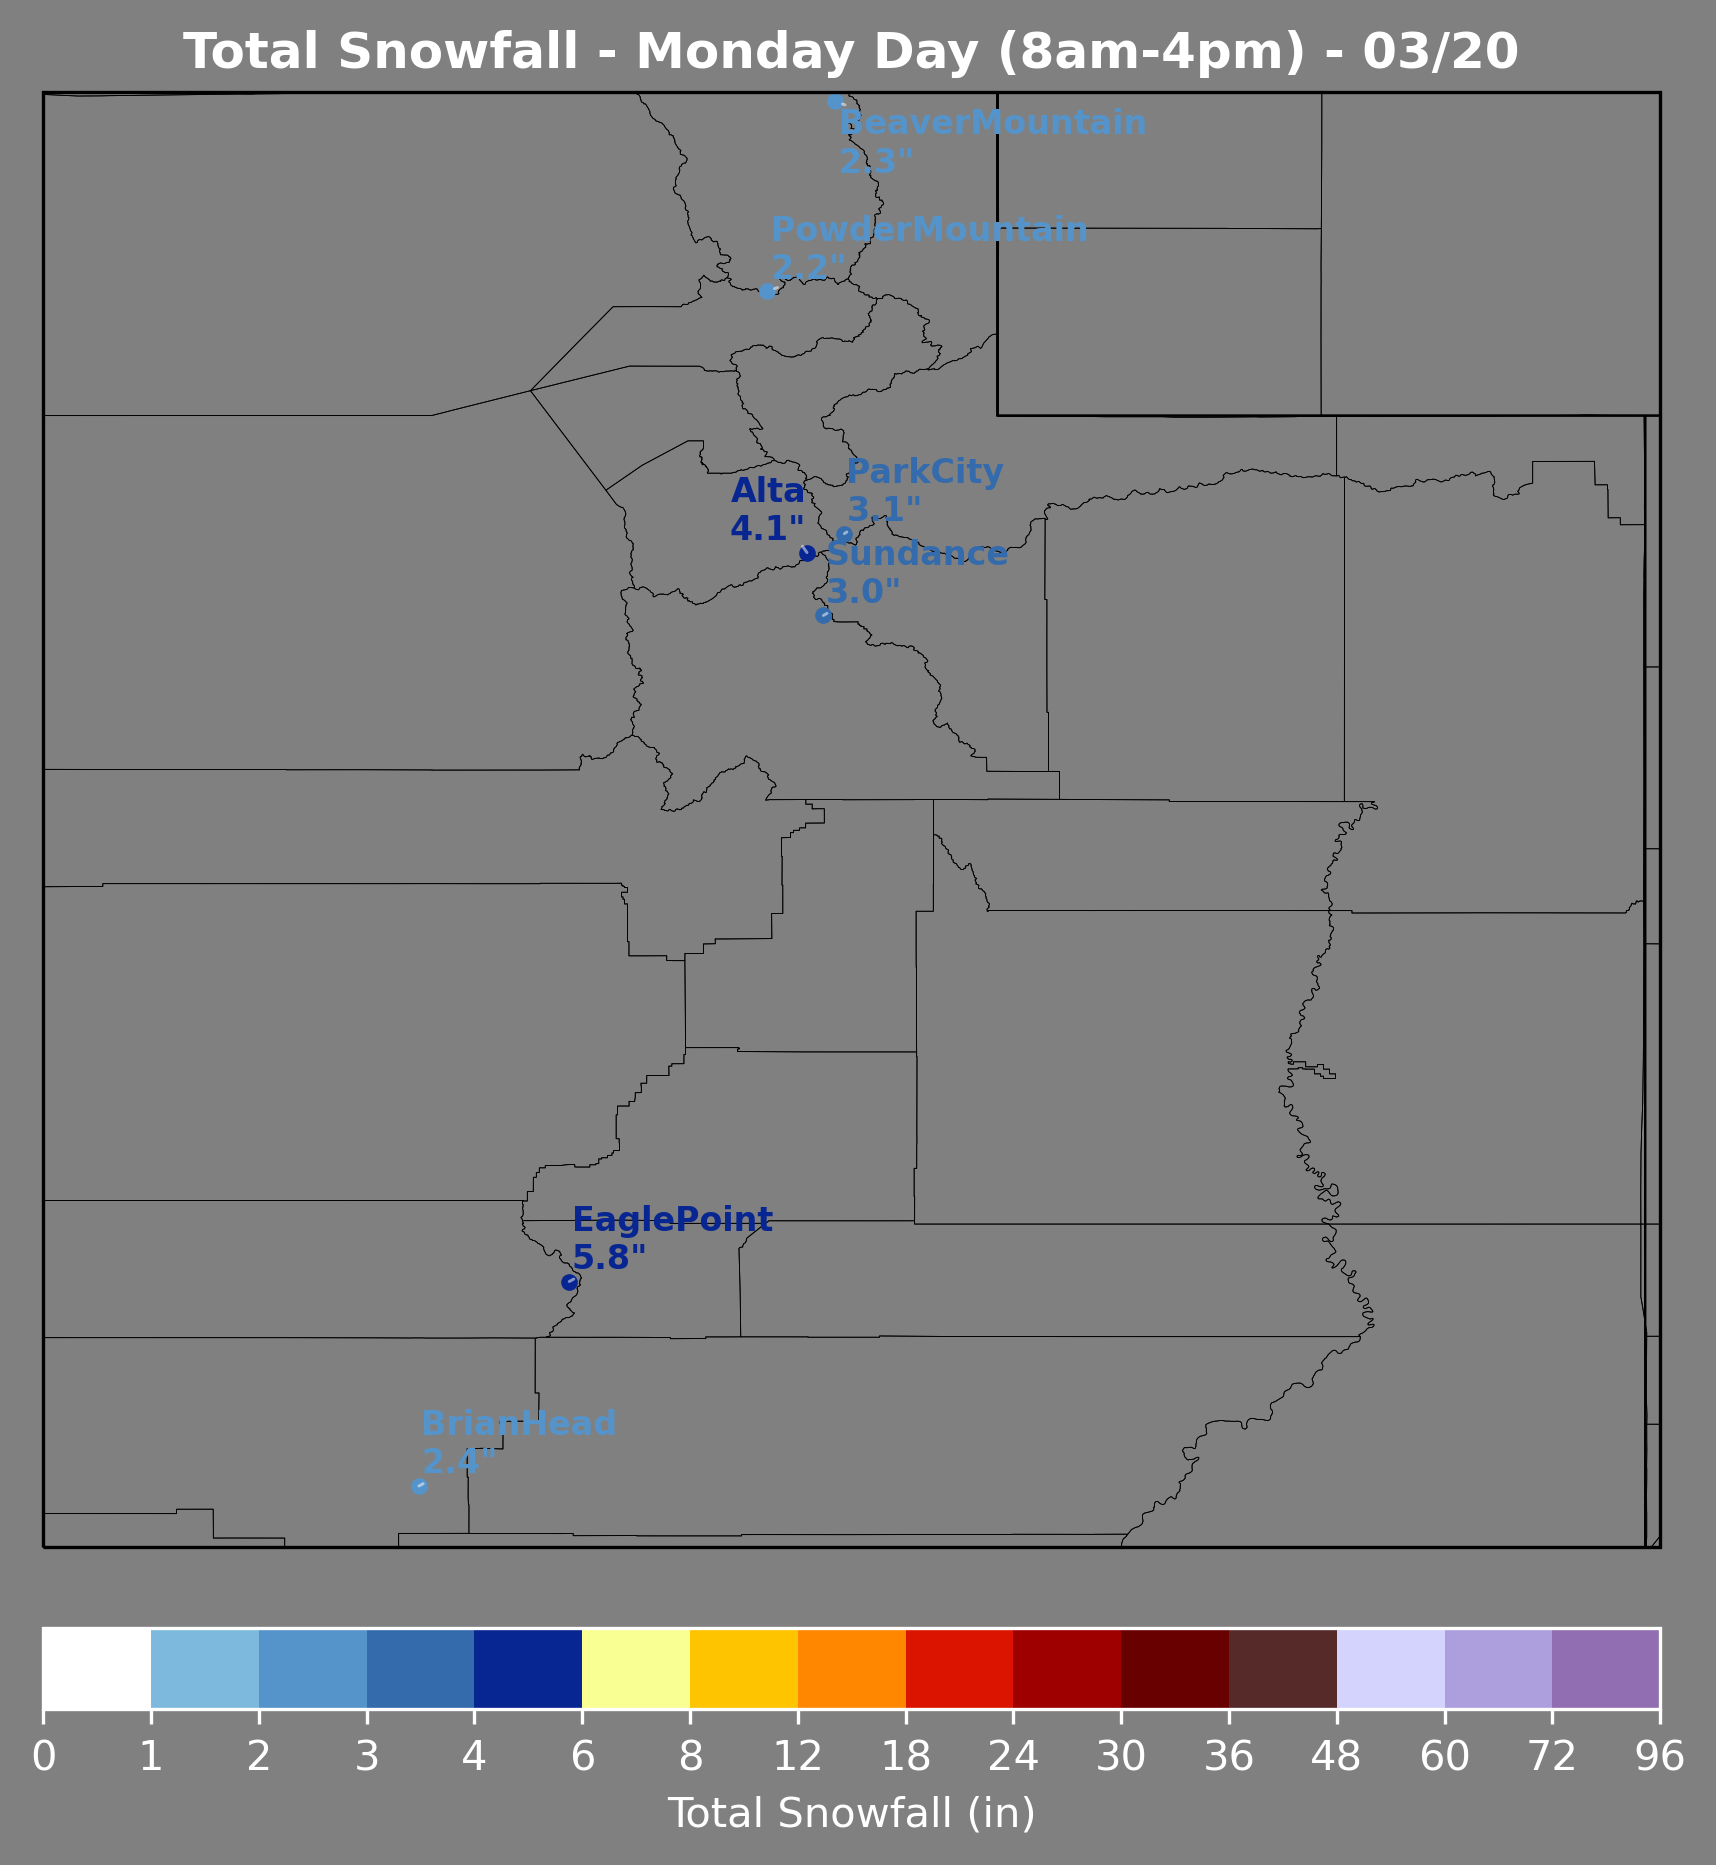 Total Snowfall - Monday Day (8am-4pm) - 03/20
BeaverMountain
2.3"
PowderMountain
2.2"
ParkCity
3.1"
Alta
4.1"
Sundance
3.0"
EaglePoint
5.8"
BrianHead
2.4"
0 1 2 3 4 6 8 12 18 24 30 36 48 60 72 96
Total Snowfall (in)